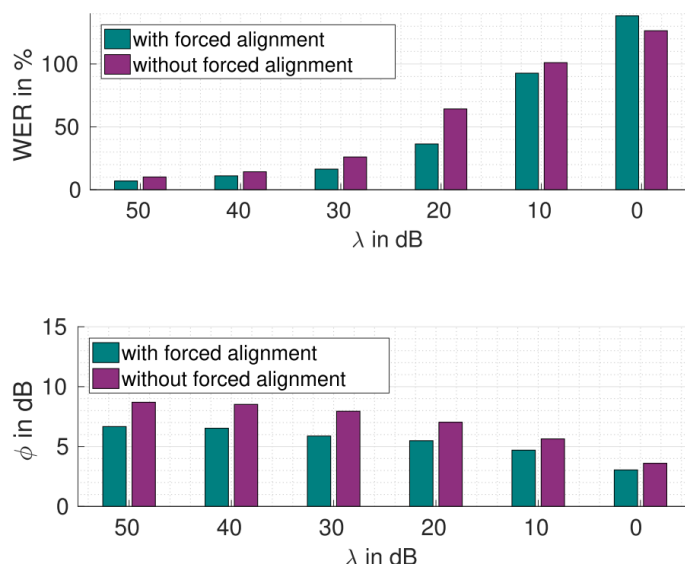 WER in %
100
50
0
with forced alignment
without forced alignment
50 40 30 20 10 0
λ in dB
ϕ in dB
15
10
5
0
with forced alignment
without forced alignment
50 40 30 20 10 0
λ in dB